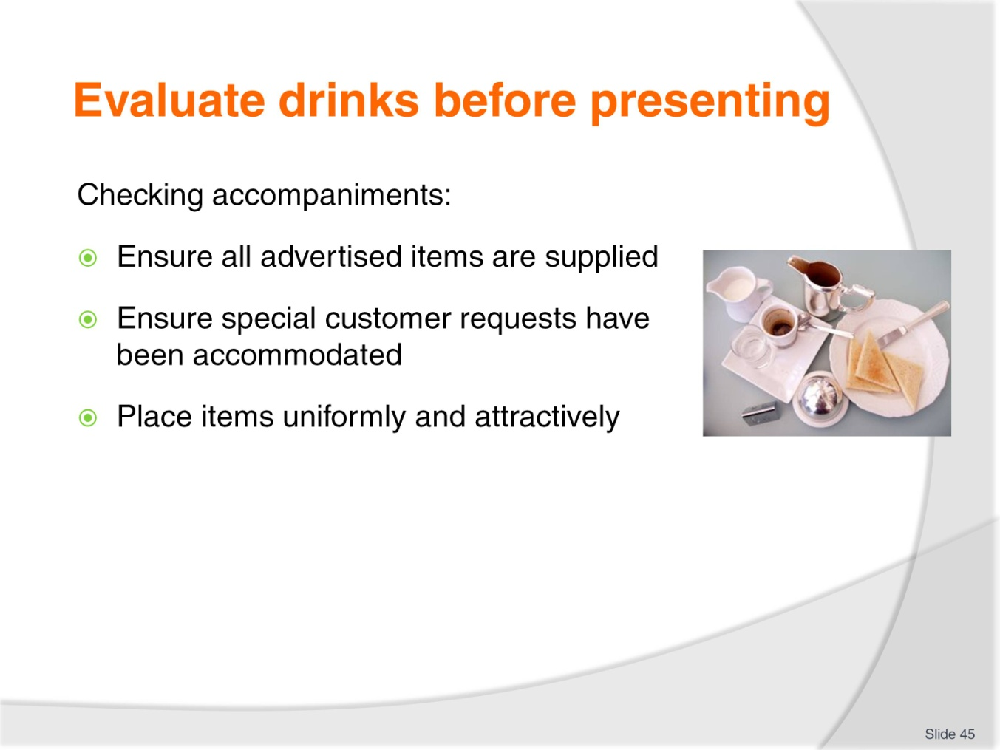 Evaluate drinks before presenting
Checking accompaniments:
Ensure all advertised items are supplied
Ensure special customer requests have
been accommodated
Place items uniformly and attractively
Slide 45